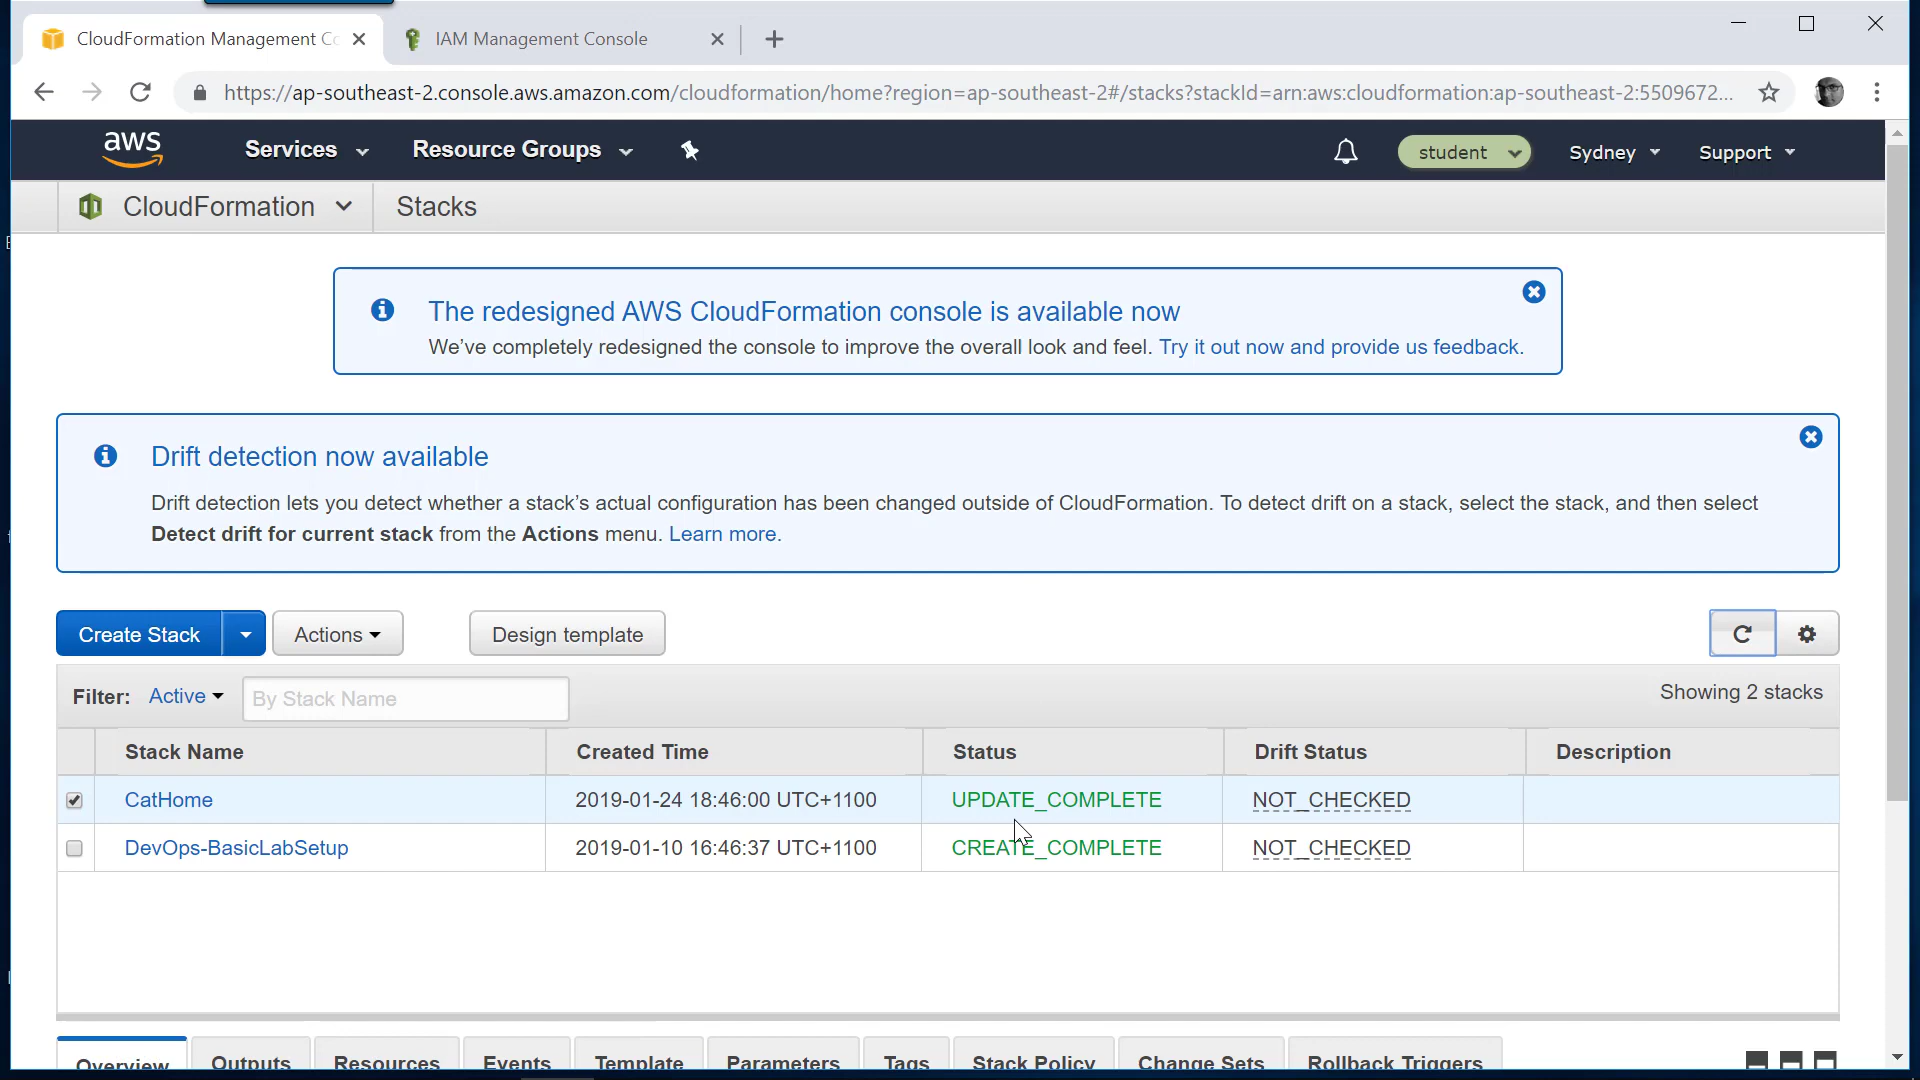 CloudFormation Management Co
IAM Management Console
https://ap-southeast-2.console.aws.amazon.com/cloudformation/home?region=ap-southeast-2#/stacks?stackId=arn:aws:cloudformation:ap-southeast-2:5509672...
aws
Services
Resource Groups
student
Sydney
Support
CloudFormation
Stacks
The redesigned AWS CloudFormation console is available now
We've completely redesigned the console to improve the overall look and feel. Try it out now and provide us feedback.
Drift detection now available
Drift detection lets you detect whether a stack's actual configuration has been changed outside of CloudFormation. To detect drift on a stack, select the stack, and then select
Detect drift for current stack from the Actions menu. Learn more.
Create Stack
Actions
Design template
Filter: Active
By Stack Name
Showing 2 stacks
Stack Name Created Time Status Drift Status Description
CatHome 2019-01-24 18:46:00 UTC+1100 UPDATE_COMPLETE NOT_CHECKED
DevOps-BasicLabSetup 2019-01-10 16:46:37 UTC+1100 CREATE_COMPLETE NOT_CHECKED
Overview Outputs Resources Events Template Parameters Tags Stack Policy Change Sets Rollback Triggers